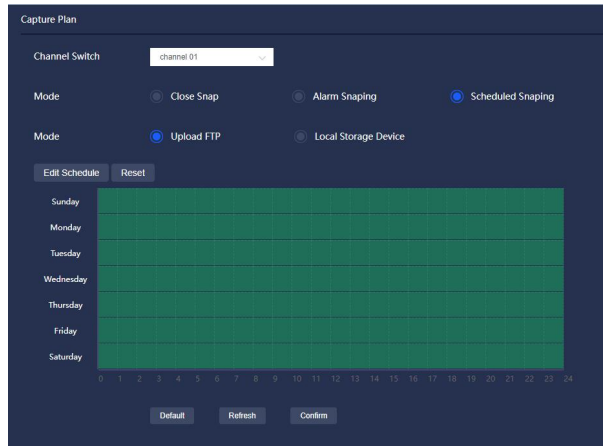 Capture Plan
Channel Switch channel 01
Mode Close Snap Alarm Snaping Scheduled Snaping
Mode Upload FTP Local Storage Device
Edit Schedule Reset
Sunday
Monday
Tuesday
Wednesday
Thursday
Friday
Saturday
0 1 2 3 4 5 6 7 8 9 10 11 12 13 14 15 16 17 18 19 20 21 22 23 24
Default Refresh Confirm